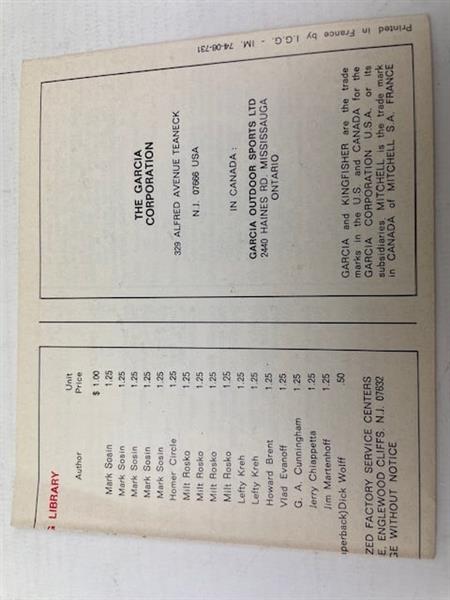 G LIBRARY
Author Unit Price
$ 1.00
Mark Sosin 1.25
Mark Sosin 1.25
Mark Sosin 1.25
Mark Sosin 1.25
Mark Sosin 1.25
Homer Circle 1.25
Milt Rosko 1.25
Milt Rosko 1.25
Milt Rosko 1.25
Milt Rosko 1.25
Lefty Kreh 1.25
Lefty Kreh 1.25
Howard Brent 1.25
Vlad Evanoff 1.25
G. A. Cunningham 1.25
Jerry Chiappetta 1.25
Jim Martenhoff 1.25
aperback) Dick Wolff .50
ZED FACTORY SERVICE CENTERS
E, ENGLEWOOD CLIFFS. N.J. 07632
GE WITHOUT NOTICE
THE GARCIA
CORPORATION
329 ALFRED AVENUE TEANECK
N.J. 07666 USA
IN CANADA :
GARCIA OUTDOOR SPORTS LTD
2440 HAINES RD, MISSISSAUGA
ONTARIO
GARCIA and KINGFISHER are the trade
marks in the U.S. and CANADA for the
GARCIA CORPORATION U.S.A. or its
subsidiaries. MITCHELL is the trade mark
in CANADA of MITCHELL S.A. FRANCE
Printed in France by I.G.G. - IM. 74-06-731